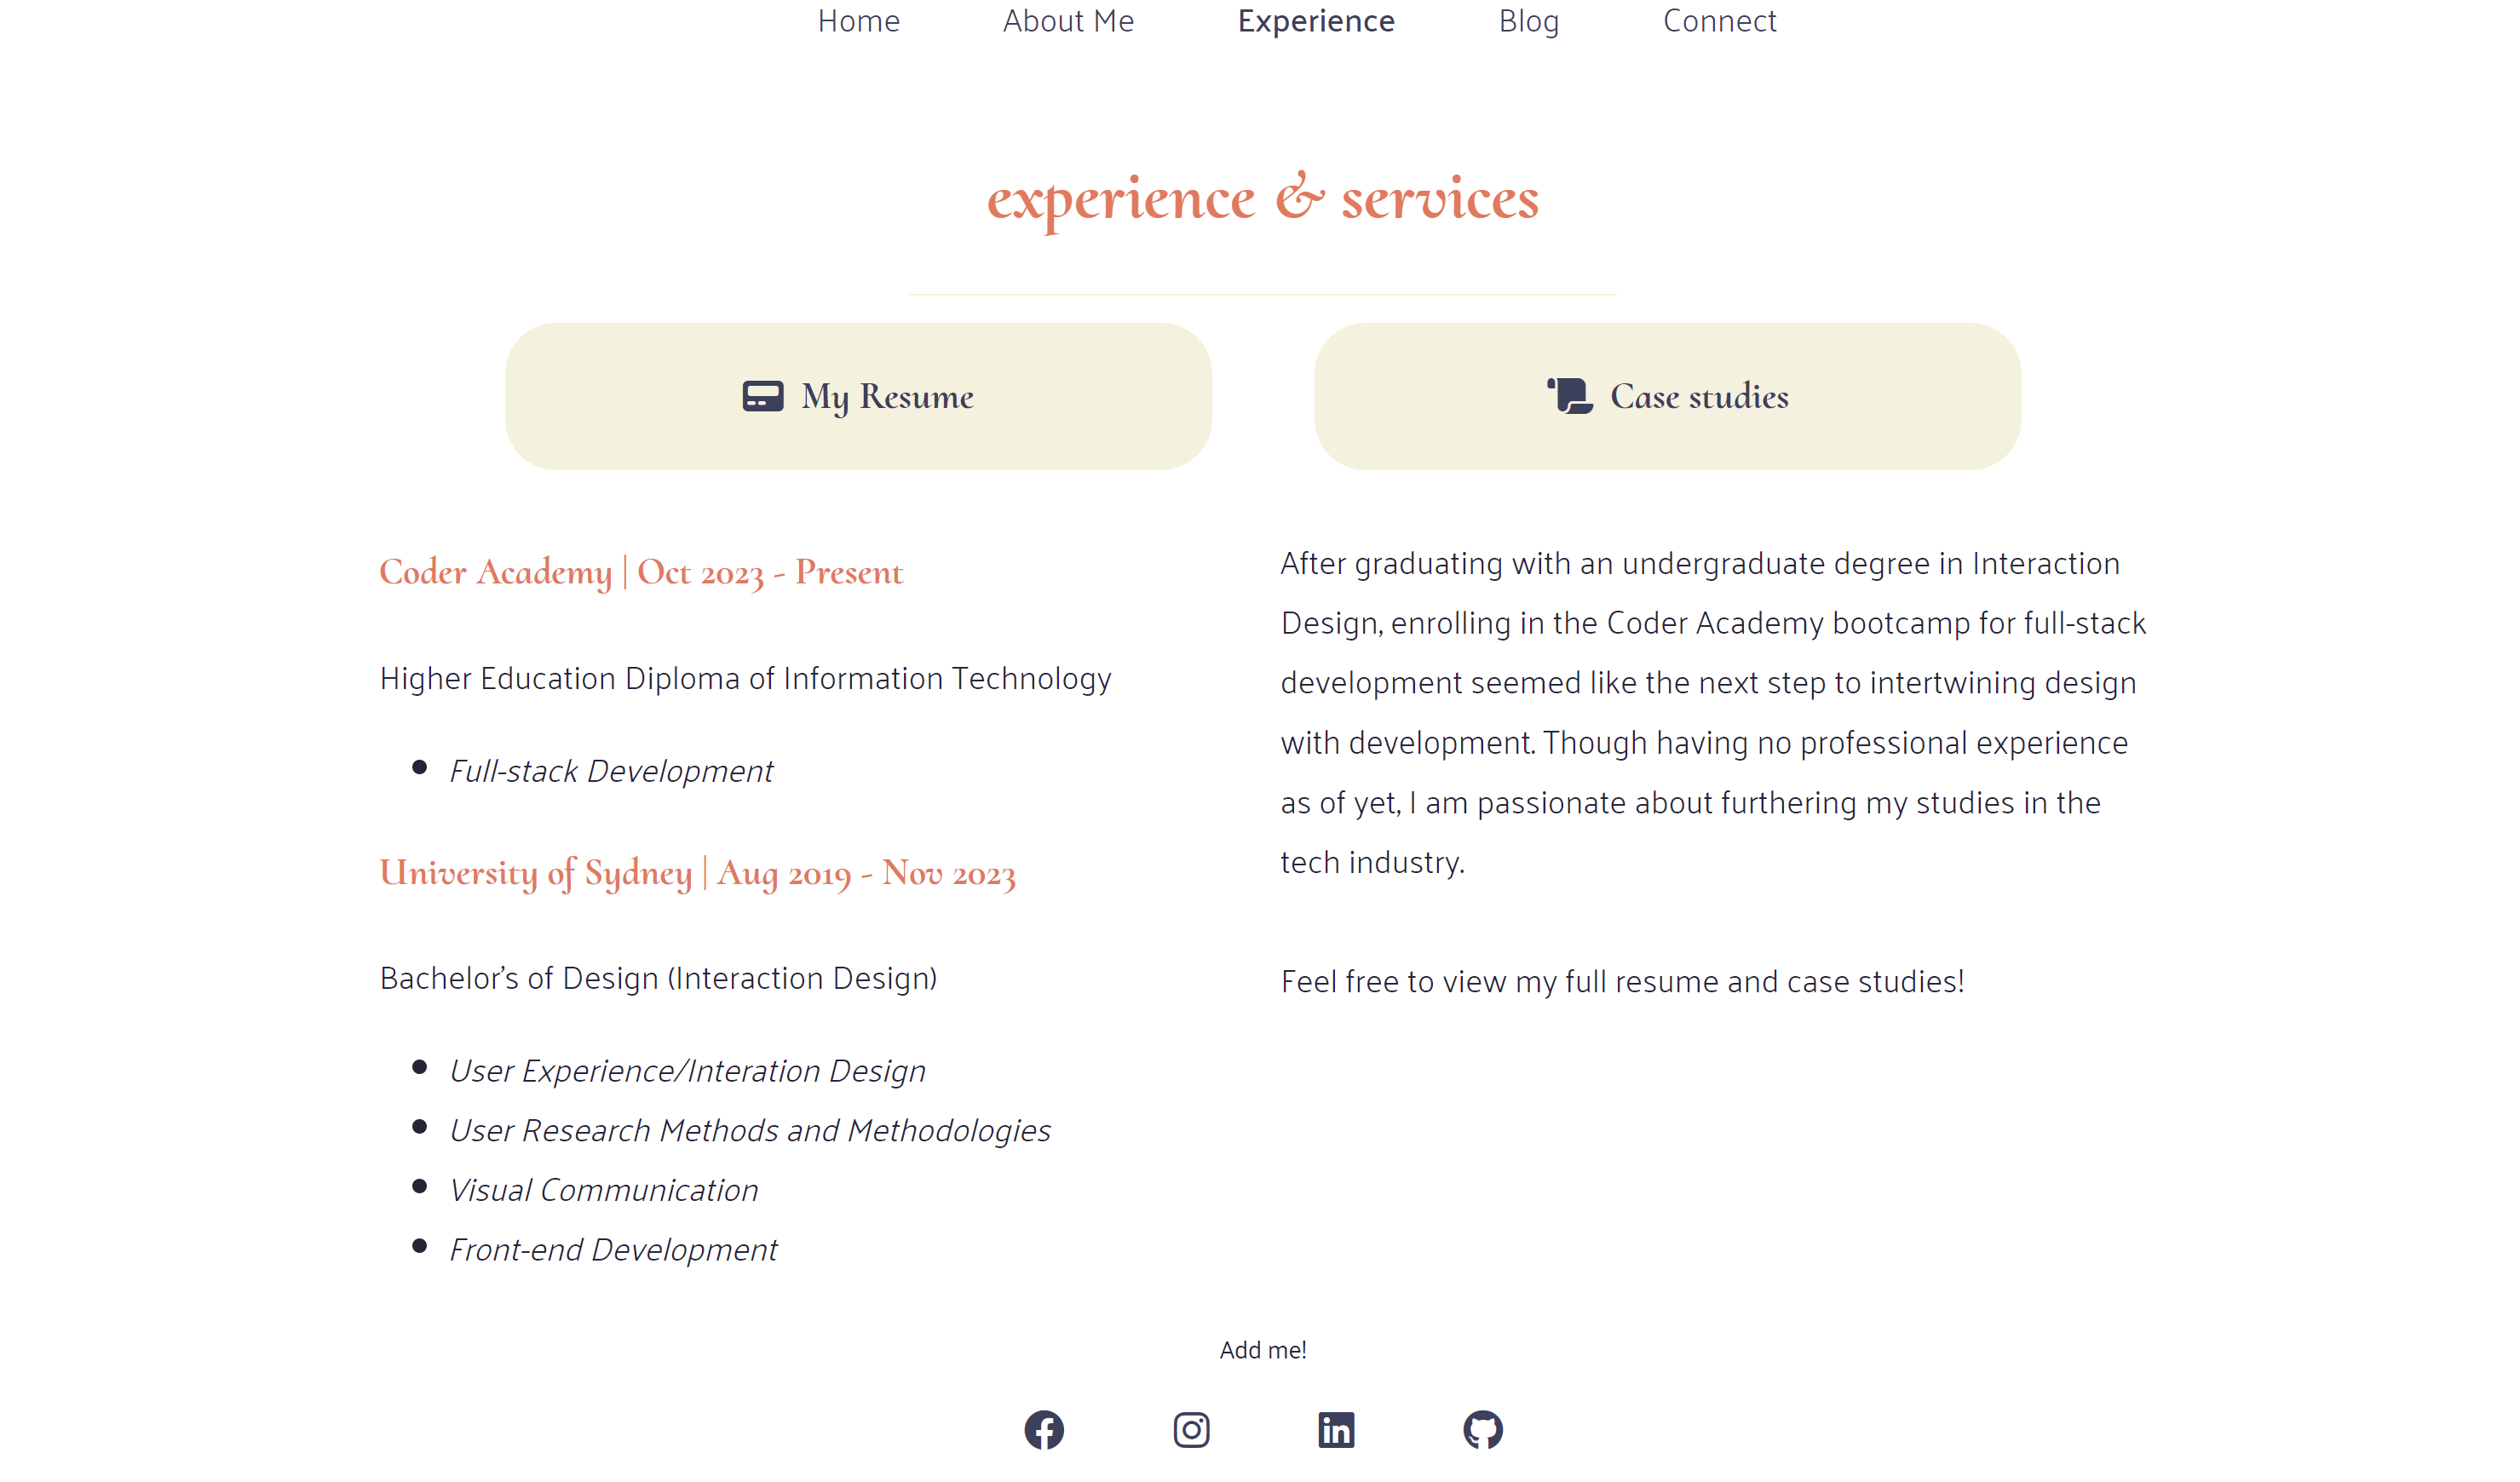 Home About Me Experience Blog Connect
experience & services
My Resume
Case studies
Coder Academy | Oct 2023 - Present
Higher Education Diploma of Information Technology
Full-stack Development
University of Sydney | Aug 2019 - Nov 2023
Bachelor's of Design (Interaction Design)
User Experience/Interation Design
User Research Methods and Methodologies
Visual Communication
Front-end Development
After graduating with an undergraduate degree in Interaction
Design, enrolling in the Coder Academy bootcamp for full-stack
development seemed like the next step to intertwining design
with development. Though having no professional experience
as of yet, I am passionate about furthering my studies in the
tech industry.
Feel free to view my full resume and case studies!
Add me!